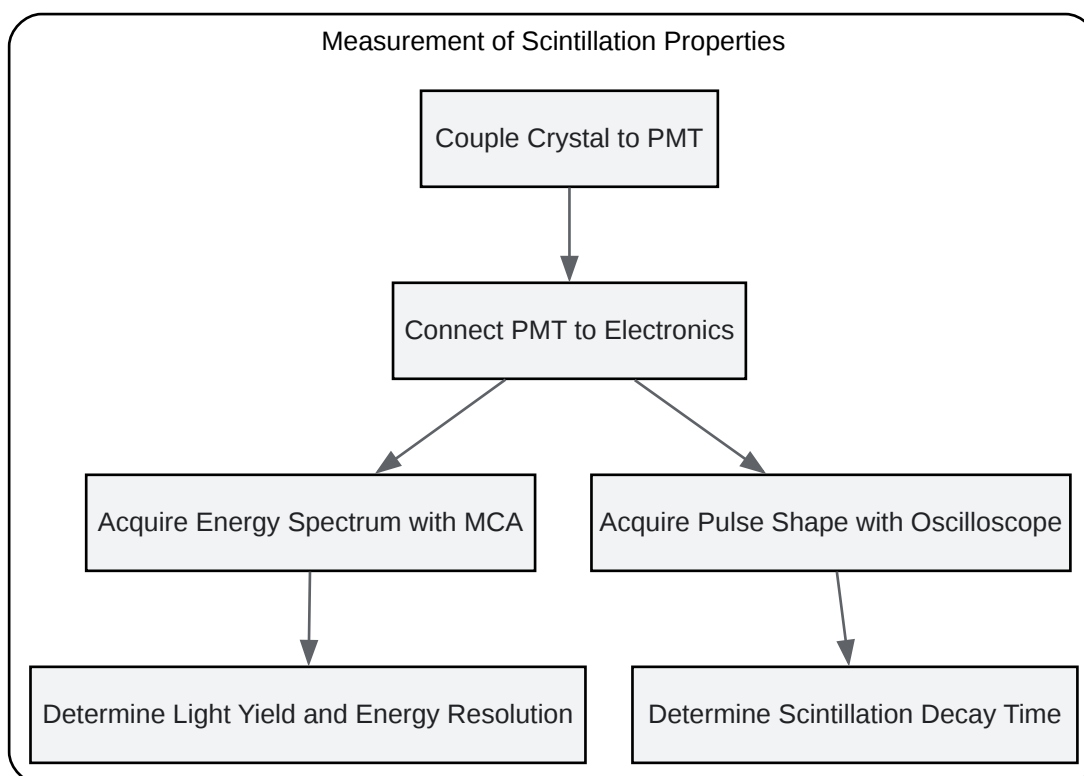 Measurement of Scintillation Properties
Couple Crystal to PMT
Connect PMT to Electronics
Acquire Energy Spectrum with MCA
Acquire Pulse Shape with Oscilloscope
Determine Light Yield and Energy Resolution
Determine Scintillation Decay Time